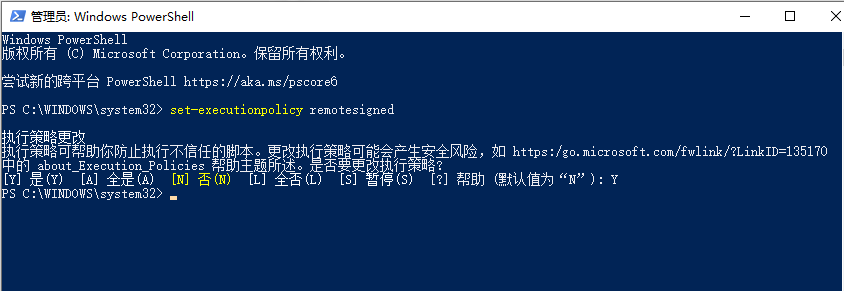 管理员: Windows PowerShell
Windows PowerShell
版权所有 (C) Microsoft Corporation。保留所有权利。
尝试新的跨平台 PowerShell https://aka.ms/pscore6
PS C:\WINDOWS\system32> set-executionpolicy remotesigned
执行策略更改
执行策略可帮助你防止执行不信任的脚本。更改执行策略可能会产生安全风险，如 https:/go.microsoft.com/fwlink/?LinkID=135170
中的 about_Execution_Policies 帮助主题所述。是否要更改执行策略?
[Y] 是(Y)  [A] 全是(A)  [N] 否(N)  [L] 全否(L)  [S] 暂停(S)  [?] 帮助 (默认值为“N”): Y
PS C:\WINDOWS\system32>